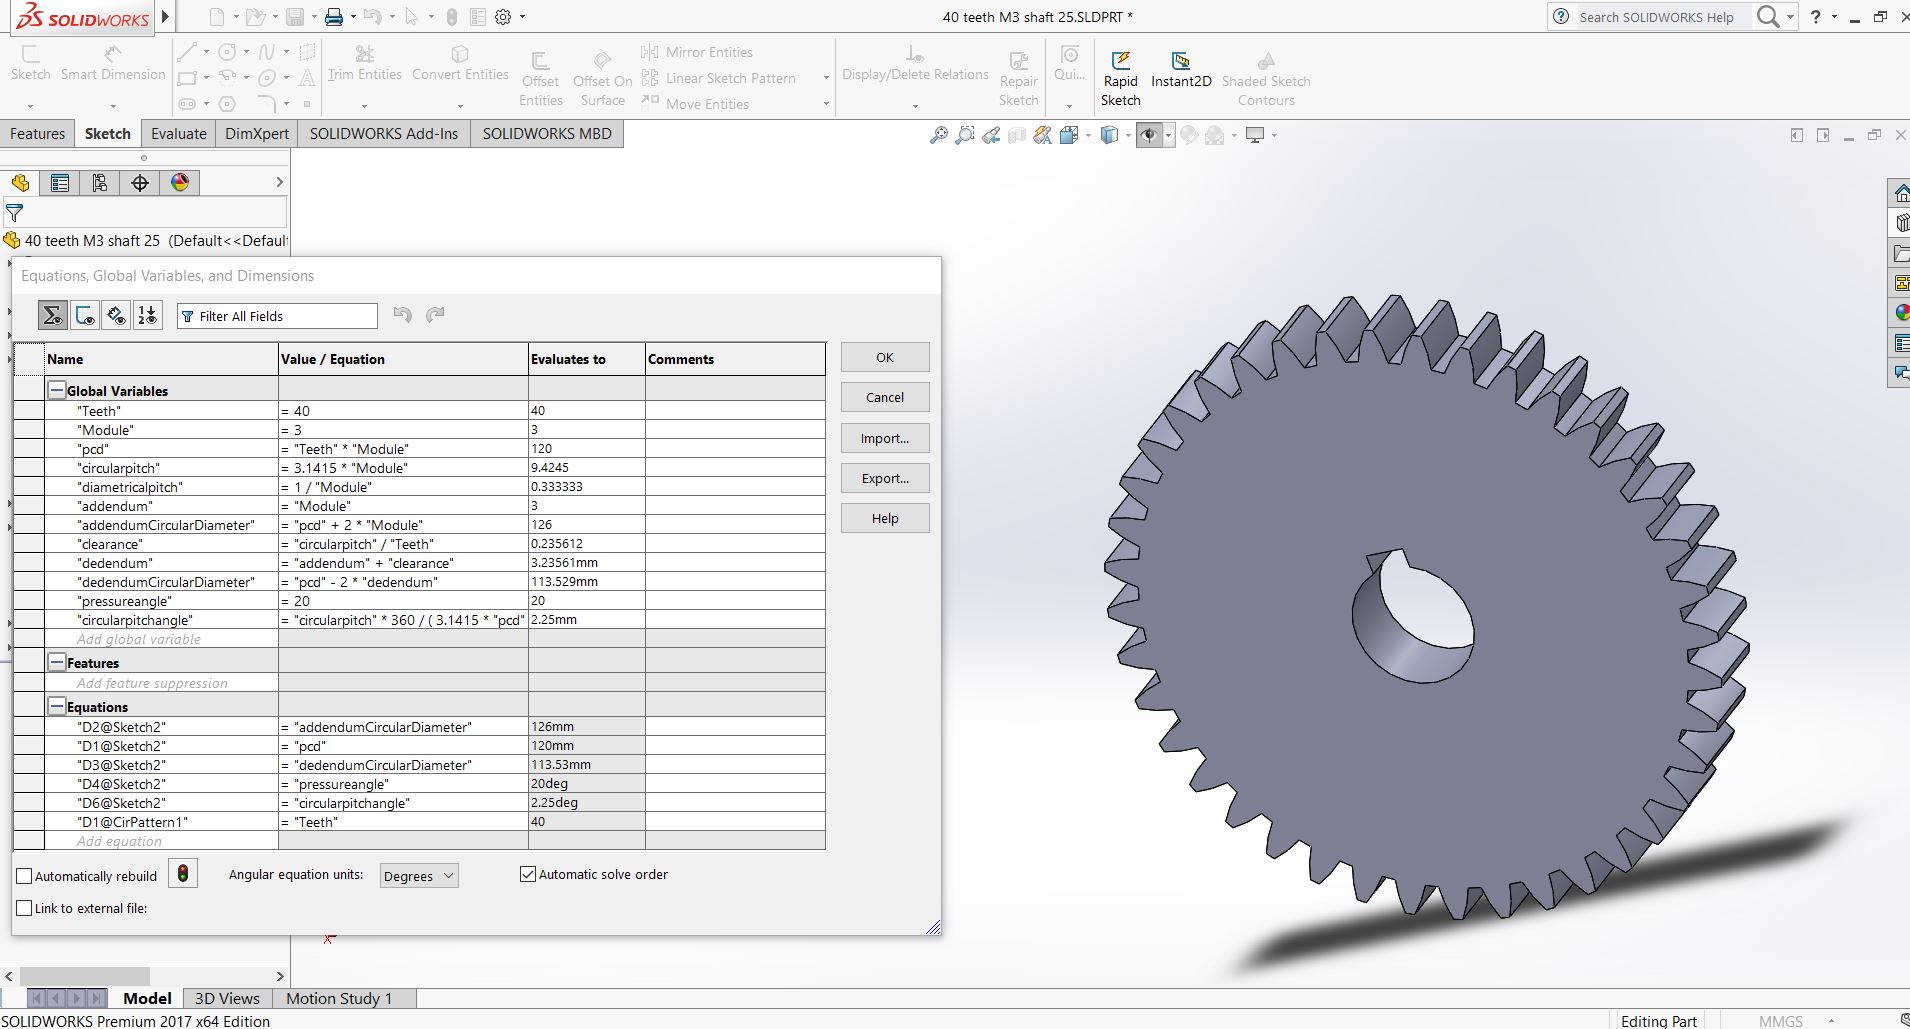 SOLIDWORKS
40 teeth M3 shaft 25.SLDPRT *
Search SOLIDWORKS Help
Sketch Smart Dimension Trim Entities Convert Entities Offset Entities Offset On Surface
Mirror Entities
Linear Sketch Pattern
Move Entities
Display/Delete Relations Repair Sketch Qui... Rapid Sketch Instant2D Shaded Sketch Contours
Features Sketch Evaluate DimXpert SOLIDWORKS Add-Ins SOLIDWORKS MBD
40 teeth M3 shaft 25 (Default<<Defaul
Equations, Global Variables, and Dimensions
Filter All Fields
Name Value / Equation Evaluates to Comments
Global Variables
"Teeth" = 40 40
"Module" = 3 3
"pcd" = "Teeth" * "Module" 120
"circularpitch" = 3.1415 * "Module" 9.4245
"diametricalpitch" = 1 / "Module" 0.333333
"addendum" = "Module" 3
"addendumCircularDiameter" = "pcd" + 2 * "Module" 126
"clearance" = "circularpitch" / "Teeth" 0.235612
"dedendum" = "addendum" + "clearance" 3.23561mm
"dedendumCircularDiameter" = "pcd" - 2 * "dedendum" 113.529mm
"pressureangle" = 20 20
"circularpitchangle" = "circularpitch" * 360 / ( 3.1415 * "pcd" 2.25mm
Add global variable
Features
Add feature suppression
Equations
"D2@Sketch2" = "addendumCircularDiameter" 126mm
"D1@Sketch2" = "pcd" 120mm
"D3@Sketch2" = "dedendumCircularDiameter" 113.53mm
"D4@Sketch2" = "pressureangle" 20deg
"D6@Sketch2" = "circularpitchangle" 2.25deg
"D1@CirPattern1" = "Teeth" 40
Add equation
OK
Cancel
Import...
Export...
Help
Automatically rebuild Angular equation units: Degrees Automatic solve order
Link to external file:
Model 3D Views Motion Study 1
SOLIDWORKS Premium 2017 x64 Edition Editing Part MMGS